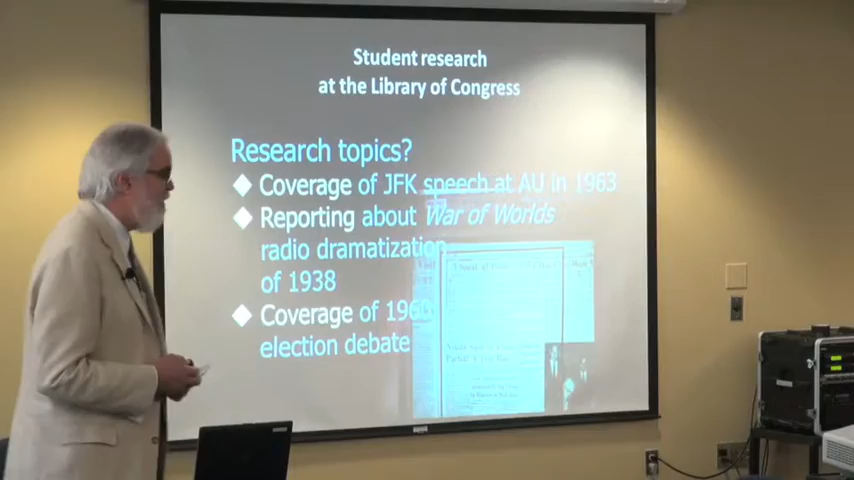 Student research
at the Library of Congress
Research topics?
Coverage of JFK speech at AU in 1963
Reporting about War of Worlds
radio dramatization
of 1938
Coverage of 1960
election debate